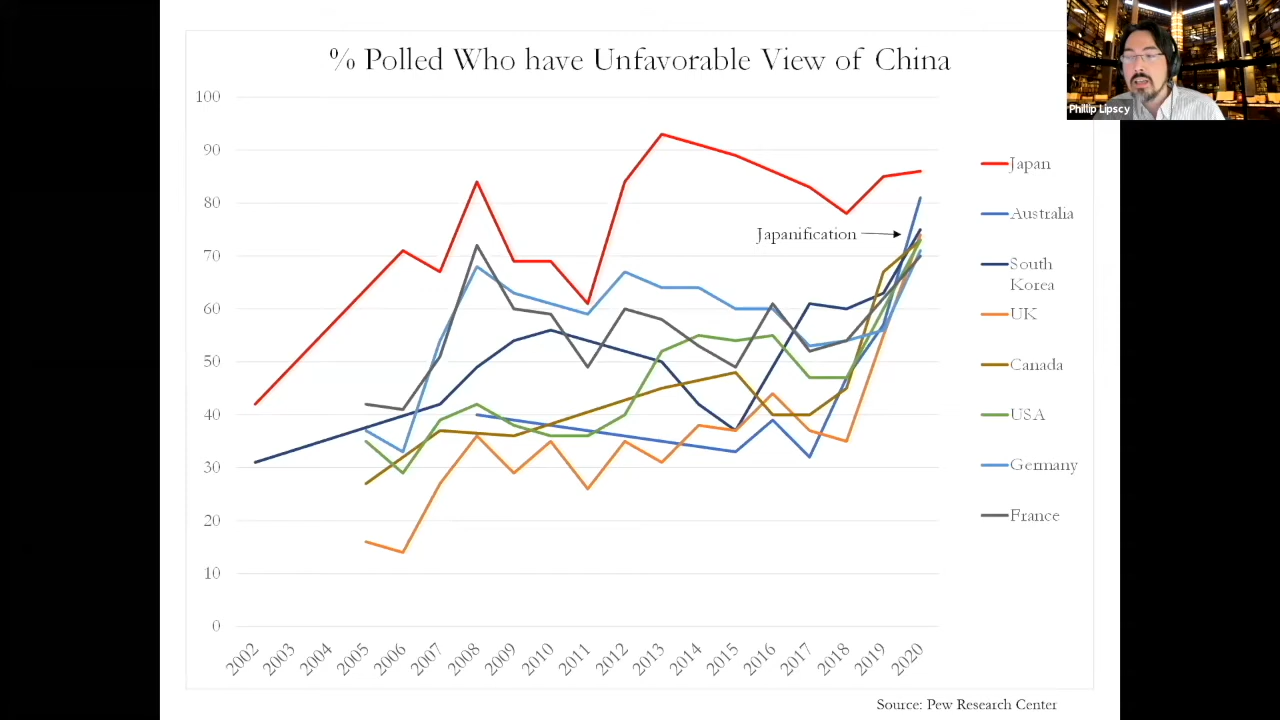 % Polled Who have Unfavorable View of China
Phillip Lipscy
100
90
80
70
60
50
40
30
20
10
0
Japanification
2002
2003
2004
2005
2006
2007
2008
2009
2010
2011
2012
2013
2014
2015
2016
2017
2018
2019
2020
Japan
Australia
South
Korea
UK
Canada
USA
Germany
France
Source: Pew Research Center